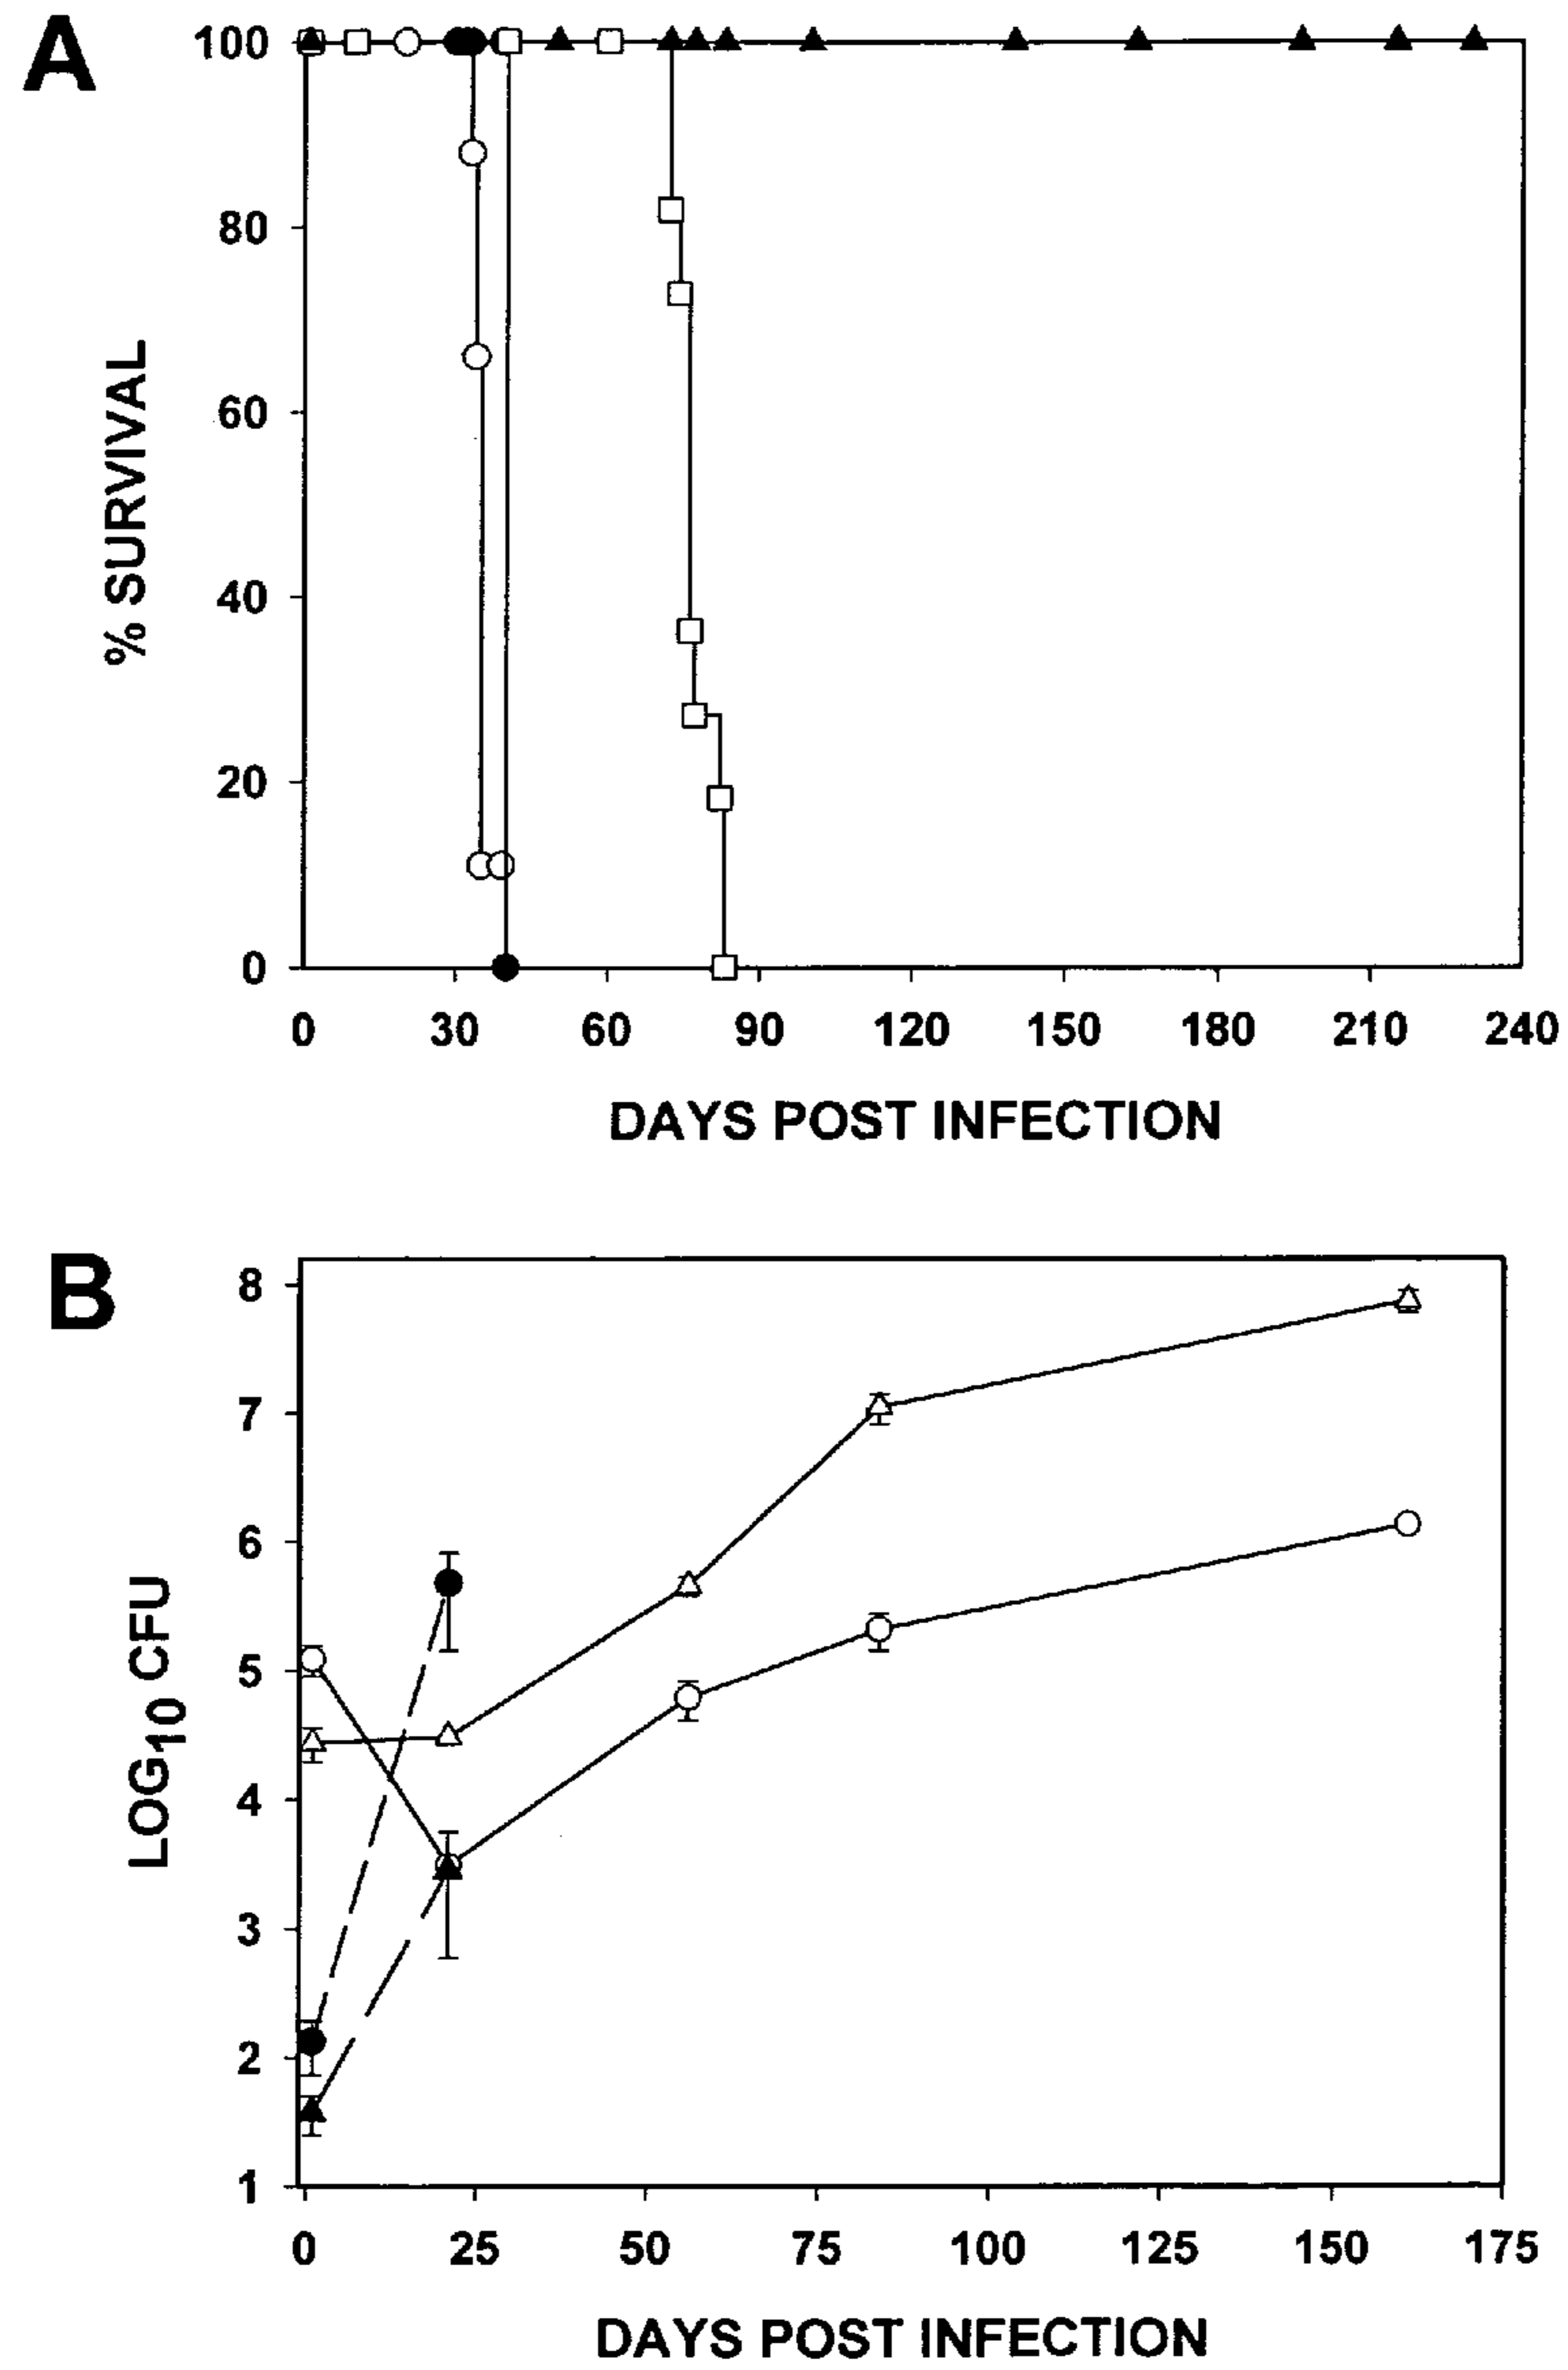 A
100
80
60
40
20
0
% SURVIVAL
0 30 60 90 120 150 180 210 240
DAYS POST INFECTION
B
8
7
6
5
4
3
2
1
LOG10 CFU
0 25 50 75 100 125 150 175
DAYS POST INFECTION